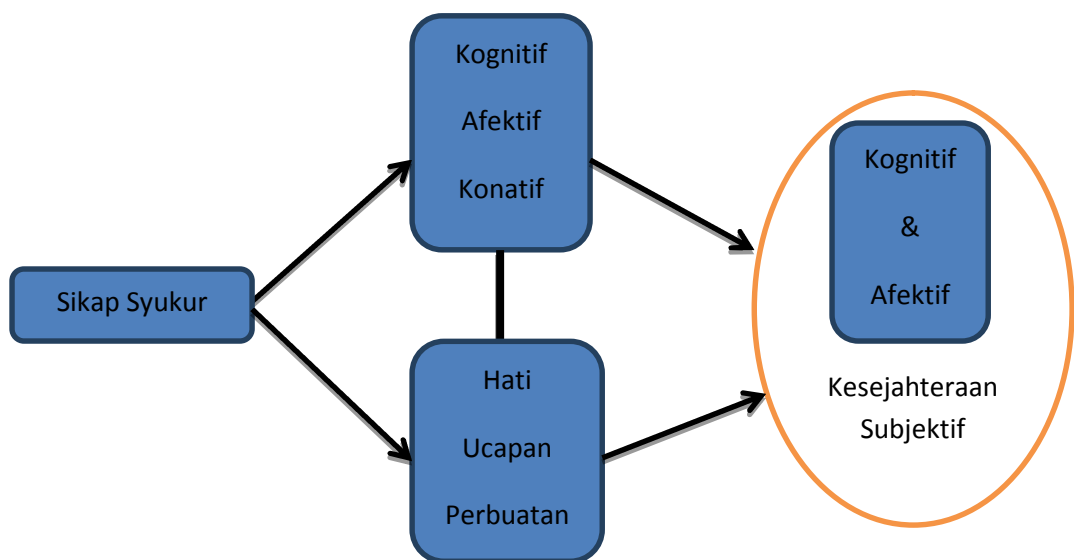 Sikap Syukur
Kognitif
Afektif
Konatif
Hati
Ucapan
Perbuatan
Kognitif
&
Afektif
Kesejahteraan
Subjektif